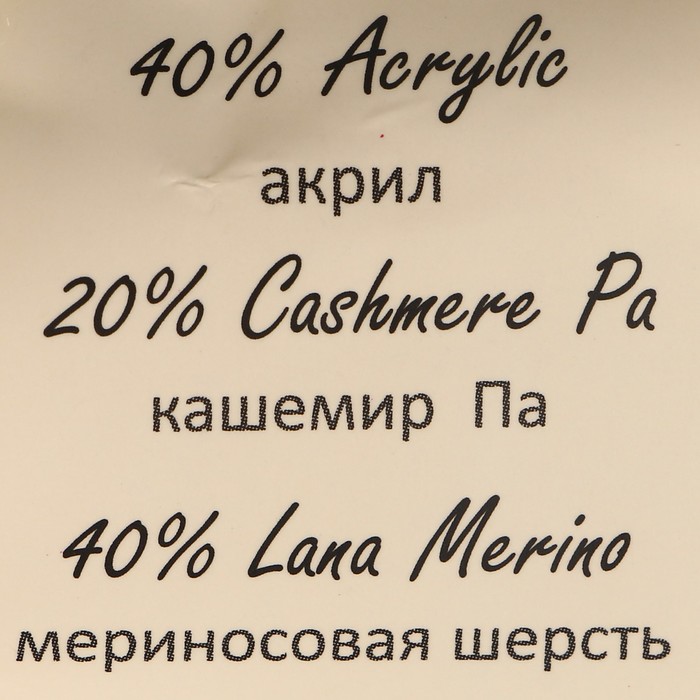 40% Acrylic
акрил
20% Cashmere Pa
кашемир Па
40% Lana Merino
мериносовая шерсть